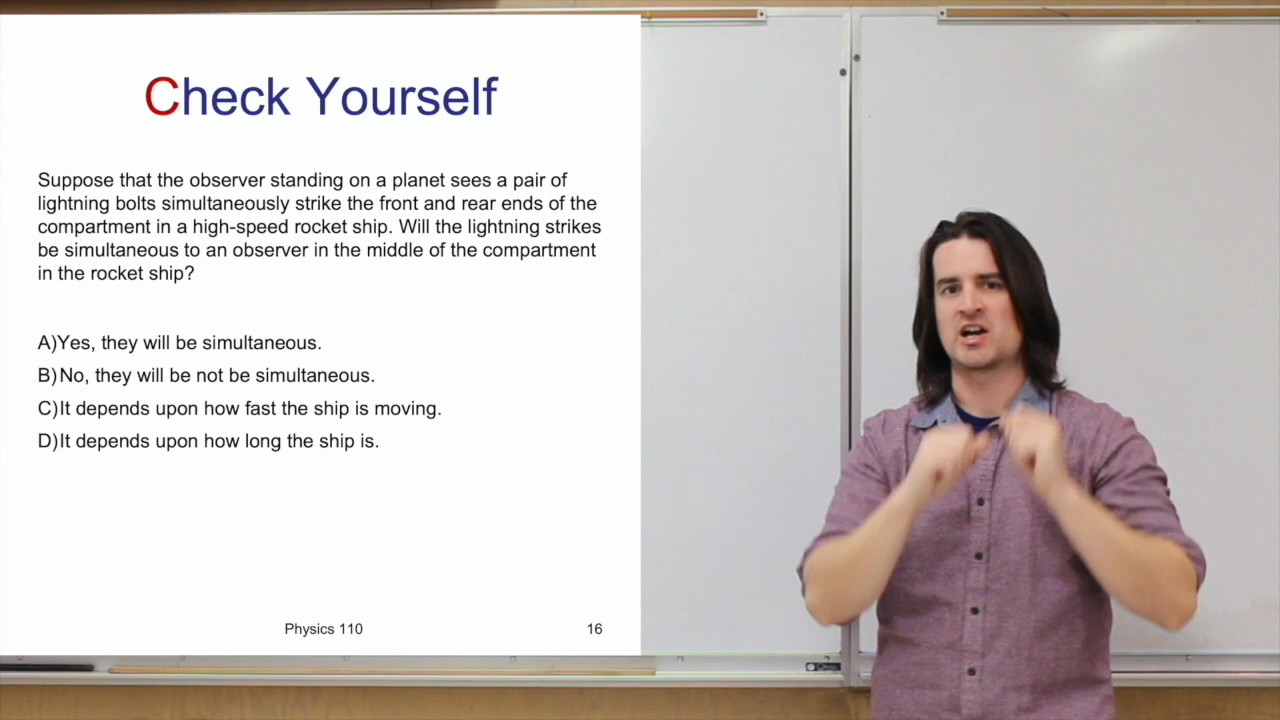 Check Yourself
Suppose that the observer standing on a planet sees a pair of
lightning bolts simultaneously strike the front and rear ends of the
compartment in a high-speed rocket ship. Will the lightning strikes
be simultaneous to an observer in the middle of the compartment
in the rocket ship?
A)Yes, they will be simultaneous.
B)No, they will be not be simultaneous.
C)It depends upon how fast the ship is moving.
D)It depends upon how long the ship is.
Physics 110
16